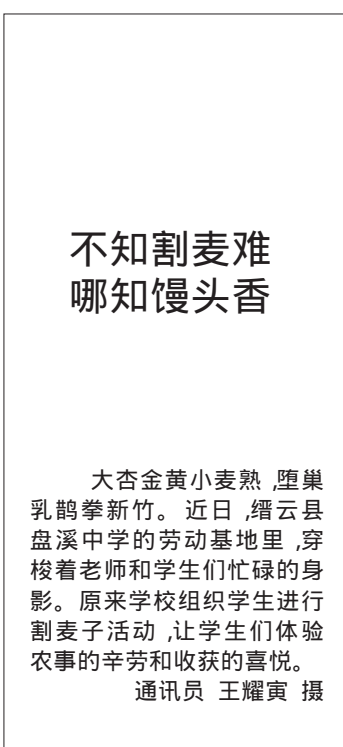 不知割麦难
哪知馒头香
大杏金黄小麦熟,堕巢
乳鹊拳新竹。近日,缙云县
盘溪中学的劳动基地里,穿
梭着老师和学生们忙碌的身
影。原来学校组织学生进行
割麦子活动,让学生们体验
农事的辛劳和收获的喜悦。
通讯员 王耀寅 摄